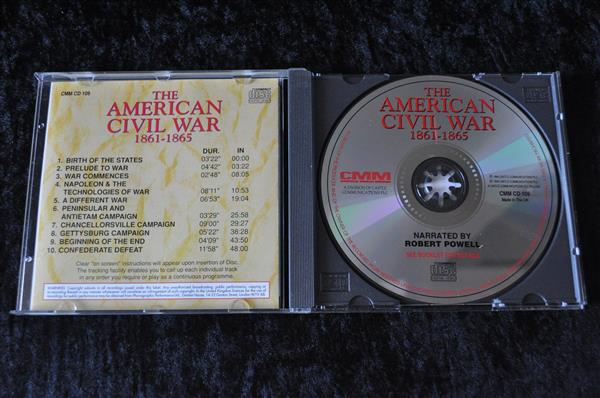 CMM CD 109
THE
AMERICAN
CIVIL WAR
1861-1865
DUR. IN
1. BIRTH OF THE STATES 03'22" 00:00
2. PRELUDE TO WAR 04'42" 03:22
3. WAR COMMENCES 02'48" 08:05
4. NAPOLEON & THE
TECHNOLOGIES OF WAR 08'11" 10:53
5. A DIFFERENT WAR 06'53" 19:04
6. PENINSULAR AND
ANTIETAM CAMPAIGN 03'29" 25:58
7. CHANCELLORSVILLE CAMPAIGN 09'00" 29:27
8. GETTYSBURG CAMPAIGN 05'22" 38:28
9. BEGINNING OF THE END 04'09" 43:50
10. CONFEDERATE DEFEAT 11'58" 48:00
Clear "on screen" instructions will appear upon insertion of Disc.
The tracking facility enables you to call up each individual track
in any order you require or play as a continuous programme.
THE
AMERICAN
CIVIL WAR
1861-1865
CMM
A DIVISION OF CASTLE
COMMUNICATIONS PLC
CMM CD 109
Made in The UK
NARRATED BY
ROBERT POWELL
SEE BOOKLET FOR DETAILS